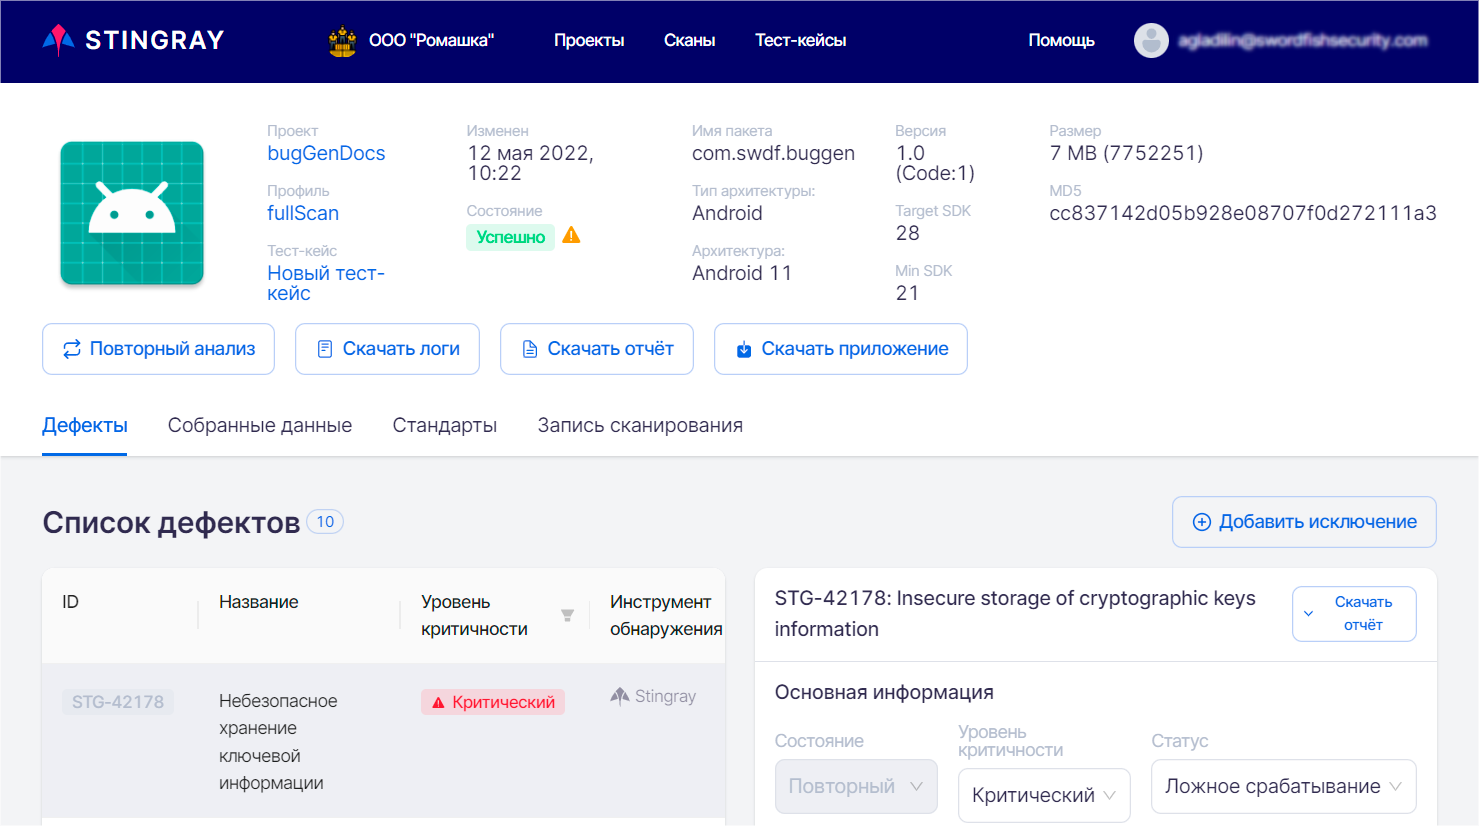 STINGRAY
ООО "Ромашка"
Проекты
Сканы
Тест-кейсы
Помощь
agladilin@swordfishsecurity.com
Проект
bugGenDocs
Профиль
fullScan
Тест-кейс
Новый тест-
кейс
Изменен
12 мая 2022,
10:22
Состояние
Успешно
Имя пакета
com.swdf.buggen
Тип архитектуры:
Android
Архитектура:
Android 11
Версия
1.0
(Code:1)
Target SDK
28
Min SDK
21
Размер
7 MB (7752251)
MD5
cc837142d05b928e08707f0d272111a3
Повторный анализ
Скачать логи
Скачать отчёт
Скачать приложение
Дефекты
Собранные данные
Стандарты
Запись сканирования
Список дефектов 10
Добавить исключение
ID
Название
Уровень
критичности
Инструмент
обнаружения
STG-42178
Небезопасное
хранение
ключевой
информации
Критический
Stingray
STG-42178: Insecure storage of cryptographic keys
information
Скачать
отчёт
Основная информация
Состояние
Повторный
Уровень
критичности
Критический
Статус
Ложное срабатывание